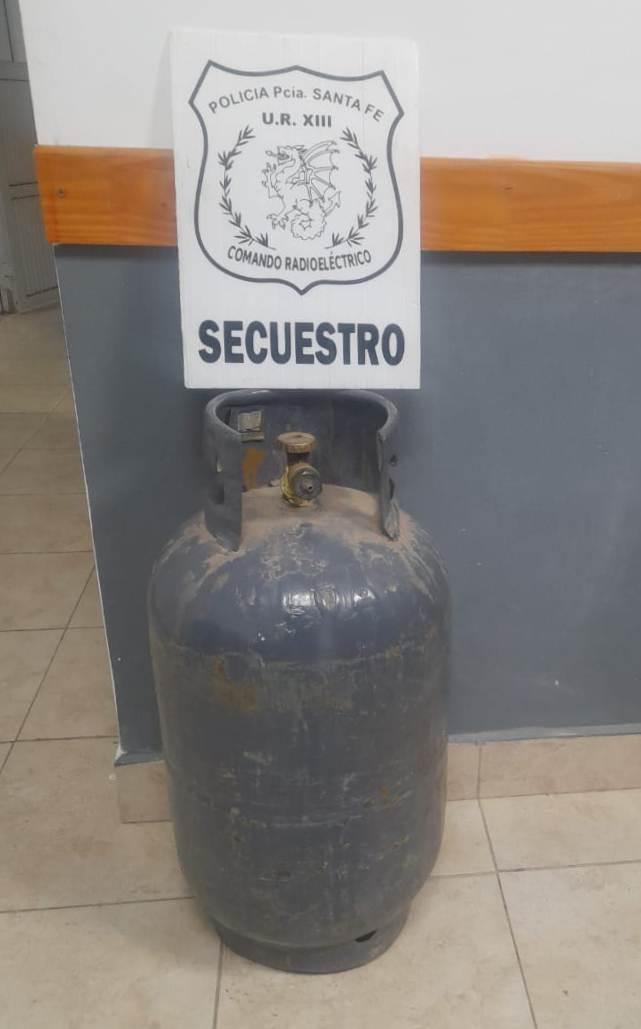 POLICIA Pcia. SANTA FE
U.R. XIII
COMANDO RADIOELÉCTRICO
SECUESTRO